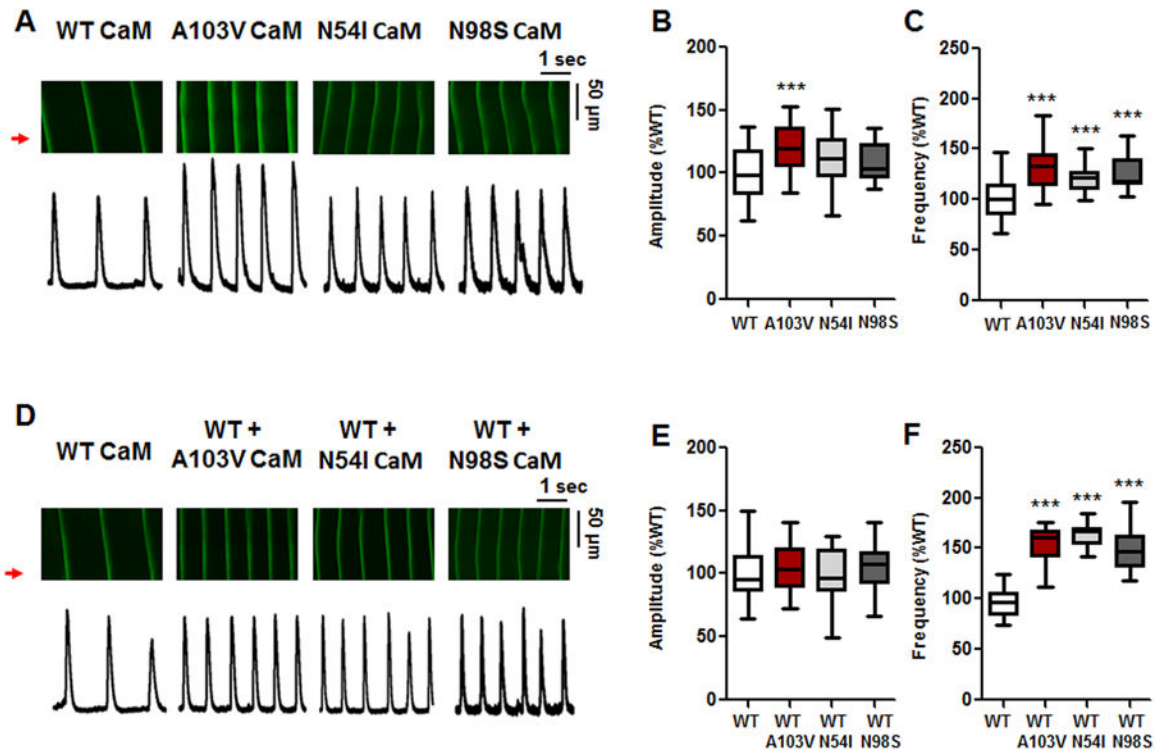 A
WT CaM A103V CaM N54I CaM N98S CaM
1 sec
50 µm
B
Amplitude (%WT)
200
150
100
50
0
***
WT A103V N54I N98S
C
Frequency (%WT)
250
200
150
100
50
0
*** *** ***
WT A103V N54I N98S
D
WT CaM
WT +
A103V CaM
WT +
N54I CaM
WT +
N98S CaM
1 sec
50 µm
E
Amplitude (%WT)
200
150
100
50
0
WT WT WT WT
A103V N54I N98S
F
Frequency (%WT)
250
200
150
100
50
0
*** *** ***
WT WT WT WT
A103V N54I N98S